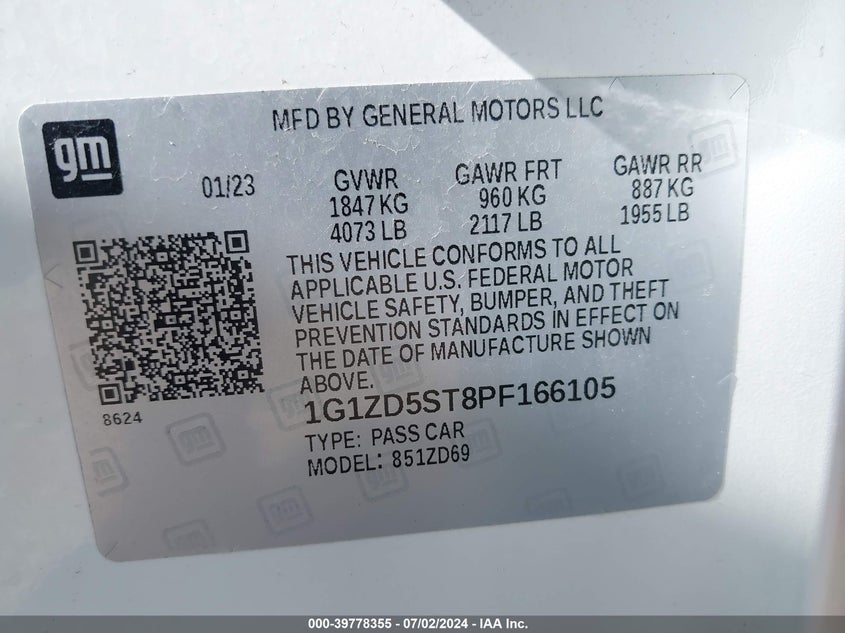 MFD BY GENERAL MOTORS LLC
gm
01/23
GVWR
1847 KG
4073 LB
GAWR FRT
960 KG
2117 LB
GAWR RR
887 KG
1955 LB
THIS VEHICLE CONFORMS TO ALL
APPLICABLE U.S. FEDERAL MOTOR
VEHICLE SAFETY, BUMPER, AND THEFT
PREVENTION STANDARDS IN EFFECT ON
THE DATE OF MANUFACTURE SHOWN
ABOVE.
8624
1G1ZD5ST8PF166105
TYPE: PASS CAR
MODEL: 851ZD69
000-39778355 - 07/02/2024 - IAA Inc.